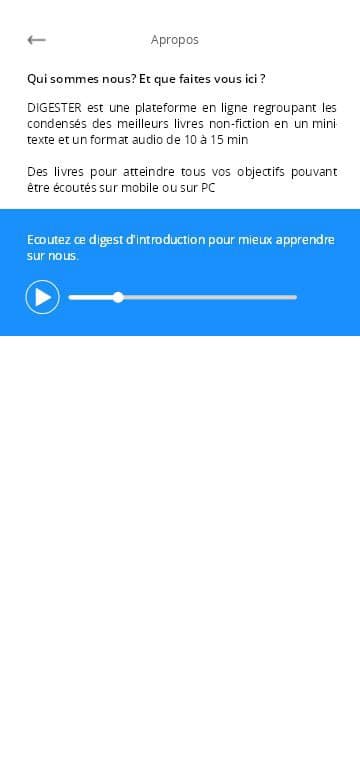 Apropos
Qui sommes nous? Et que faites vous ici ?
DIGESTER est une plateforme en ligne regroupant les
condensés des meilleurs livres non-fiction en un mini-
texte et un format audio de 10 à 15 min
Des livres pour atteindre tous vos objectifs pouvant
être écoutés sur mobile ou sur PC
Ecoutez ce digest d'introduction pour mieux apprendre
sur nous.